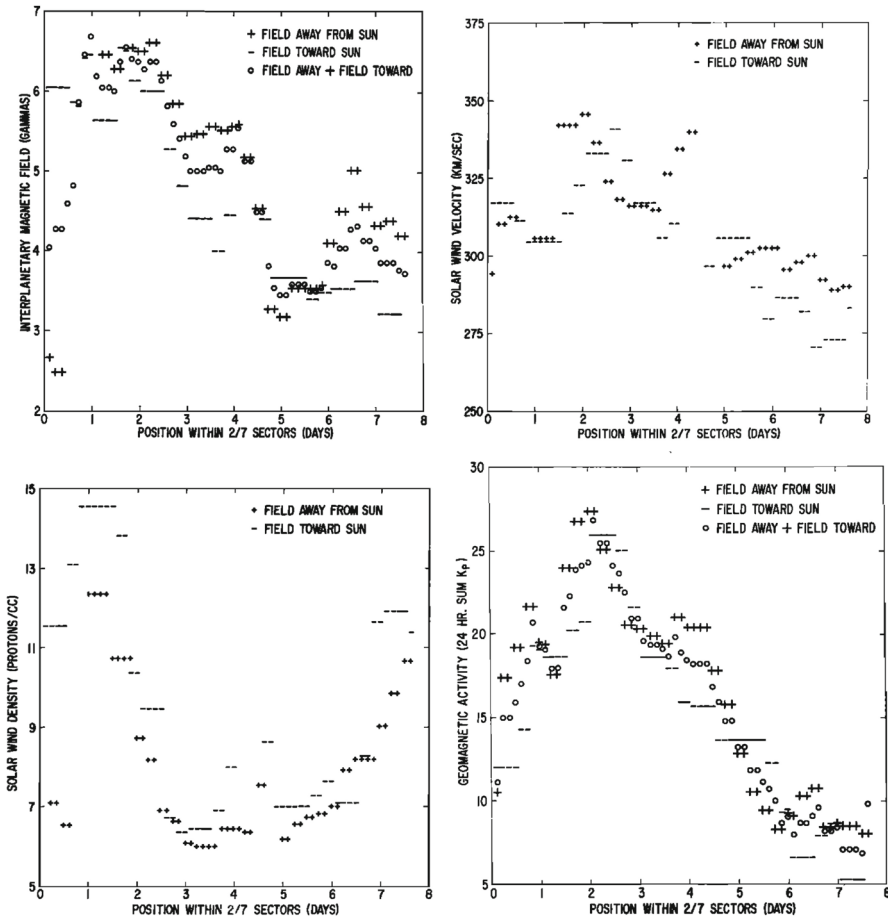 7
6
5
4
3
2
INTERPLANETARY MAGNETIC FIELD (GAMMAS)
+ FIELD AWAY FROM SUN
— FIELD TOWARD SUN
o FIELD AWAY + FIELD TOWARD
0 1 2 3 4 5 6 7 8
POSITION WITHIN 2/7 SECTORS (DAYS)
350
325
300
275
250
SOLAR WIND VELOCITY (KM/SEC)
+ FIELD AWAY FROM SUN
-- FIELD TOWARD SUN
0 1 2 3 4 5 6 7 8
POSITION WITHIN 2/7 SECTORS (DAYS)
15
13
11
9
7
5
SOLAR WIND DENSITY (PROTONS/CC)
+ FIELD AWAY FROM SUN
-- FIELD TOWARD SUN
0 1 2 3 4 5 6 7 8
POSITION WITHIN 2/7 SECTORS (DAYS)
30
25
20
15
10
5
GEOMAGNETIC ACTIVITY (24 HR. SUM Kp)
+ FIELD AWAY FROM SUN
— FIELD TOWARD SUN
o FIELD AWAY + FIELD TOWARD
0 1 2 3 4 5 6 7 8
POSITION WITHIN 2/7 SECTORS (DAYS)